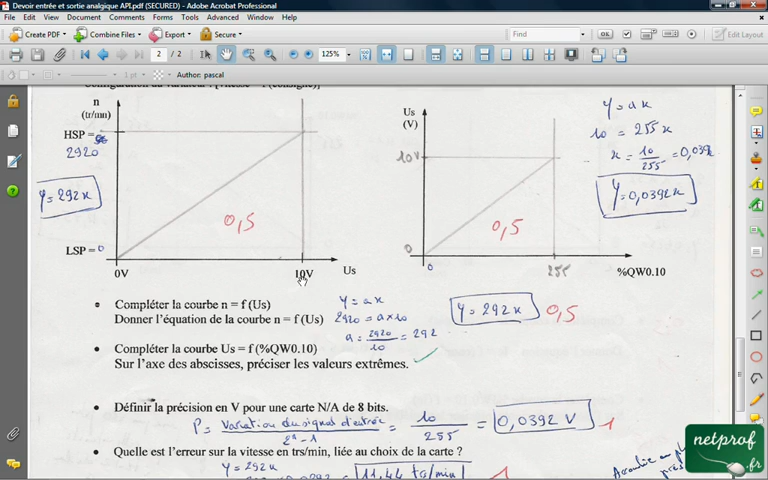 Devoir entrée et sortie analgique API.pdf (SECURED) - Adobe Acrobat Professional
File Edit View Document Comments Forms Tools Advanced Window Help
Create PDF Combine Files Export Secure Find Edit Layout
2 / 2 125%
1 pt Author: pascal
n
(tr/mn)
HSP =
2920
Y = 292x
0,5
LSP = 0
0V 10V Us
Us
(V)
10V
0,5
0
0 255 %QW0.10
Y = ax
10 = 255x
x = 10/255 = 0,0392
Y = 0,0392x
• Compléter la courbe n = f (Us)
Donner l'équation de la courbe n = f (Us)
Y = ax
2920 = a x 10
a = 2920/10 = 292
Y = 292x 0,5
• Compléter la courbe Us = f (%QW0.10)
Sur l'axe des abscisses, préciser les valeurs extrêmes.
• Définir la précision en V pour une carte N/A de 8 bits.
P = Variation du signal d'entrée / 2ⁿ - 1 = 10/255 = 0,0392 V 1
• Quelle est l'erreur sur la vitesse en trs/min, liée au choix de la carte ?
Y = 292x
11,44 trs/min 1
netprof
.fr